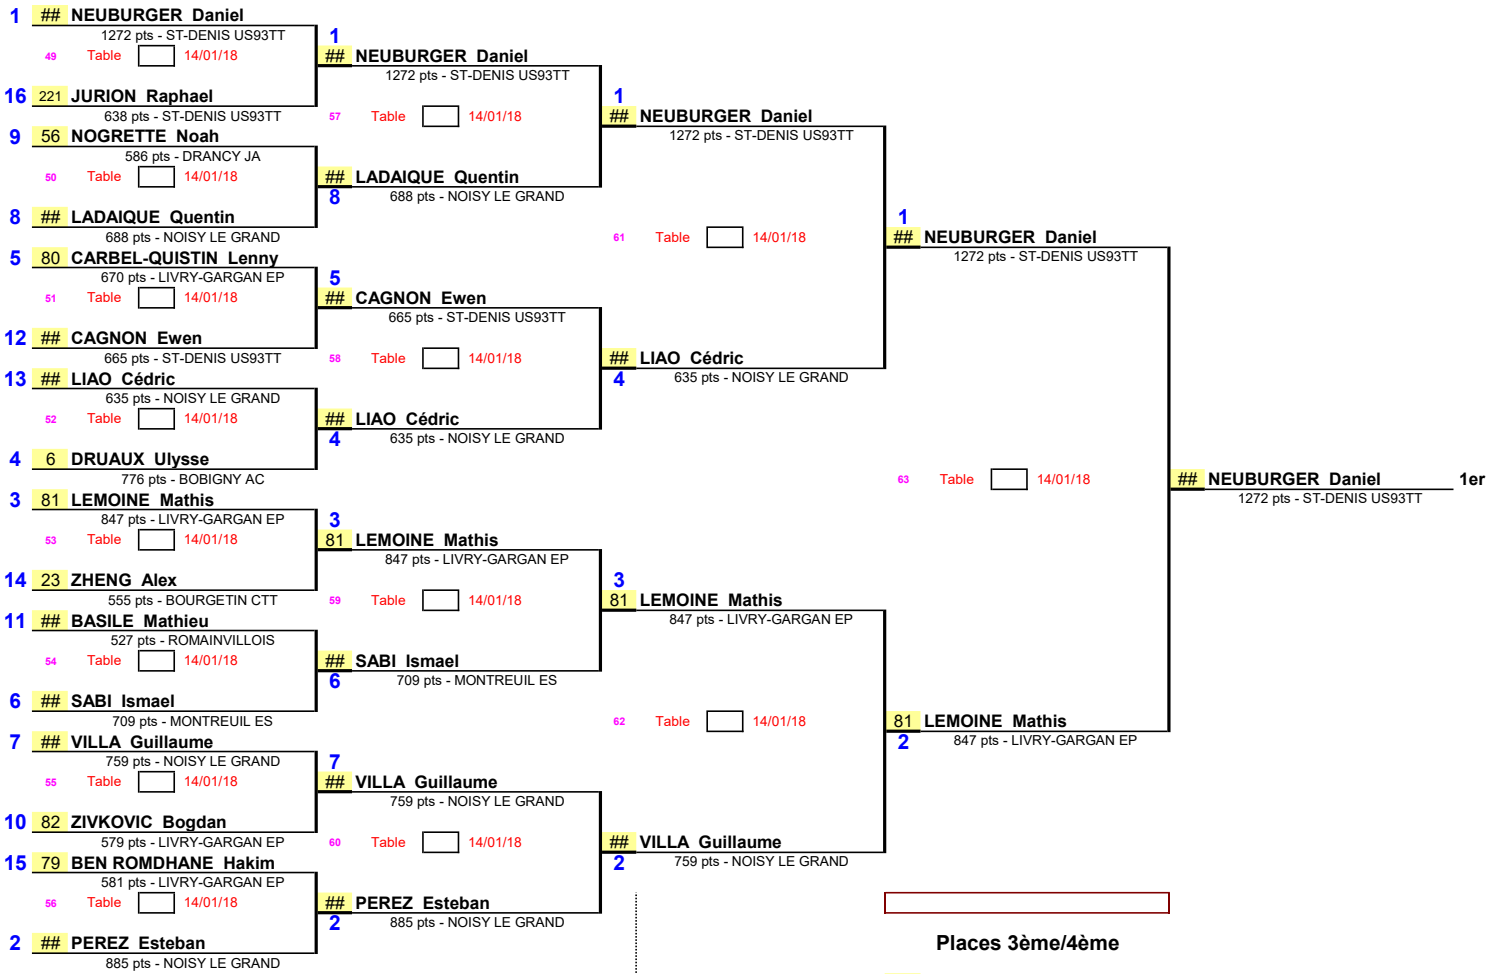 1 ## NEUBURGER Daniel
1272 pts - ST-DENIS US93TT
49 Table 14/01/18
16 221 JURION Raphael
638 pts - ST-DENIS US93TT
9 56 NOGRETTE Noah
586 pts - DRANCY JA
50 Table 14/01/18
8 ## LADAIQUE Quentin
688 pts - NOISY LE GRAND
5 80 CARBEL-QUISTIN Lenny
670 pts - LIVRY-GARGAN EP
51 Table 14/01/18
12 ## CAGNON Ewen
665 pts - ST-DENIS US93TT
13 ## LIAO Cédric
635 pts - NOISY LE GRAND
52 Table 14/01/18
4 6 DRUAUX Ulysse
776 pts - BOBIGNY AC
3 81 LEMOINE Mathis
847 pts - LIVRY-GARGAN EP
53 Table 14/01/18
14 23 ZHENG Alex
555 pts - BOURGETIN CTT
11 ## BASILE Mathieu
527 pts - ROMAINVILLOIS
54 Table 14/01/18
6 ## SABI Ismael
709 pts - MONTREUIL ES
7 ## VILLA Guillaume
759 pts - NOISY LE GRAND
55 Table 14/01/18
10 82 ZIVKOVIC Bogdan
579 pts - LIVRY-GARGAN EP
15 79 BEN ROMDHANE Hakim
581 pts - LIVRY-GARGAN EP
56 Table 14/01/18
2 ## PEREZ Esteban
885 pts - NOISY LE GRAND
1
## NEUBURGER Daniel
1272 pts - ST-DENIS US93TT
57 Table 14/01/18
## LADAIQUE Quentin
8 688 pts - NOISY LE GRAND
5
## CAGNON Ewen
665 pts - ST-DENIS US93TT
58 Table 14/01/18
## LIAO Cédric
4 635 pts - NOISY LE GRAND
3
81 LEMOINE Mathis
847 pts - LIVRY-GARGAN EP
59 Table 14/01/18
## SABI Ismael
6 709 pts - MONTREUIL ES
7
## VILLA Guillaume
759 pts - NOISY LE GRAND
60 Table 14/01/18
## PEREZ Esteban
2 885 pts - NOISY LE GRAND
1
## NEUBURGER Daniel
1272 pts - ST-DENIS US93TT
61 Table 14/01/18
## LIAO Cédric
4 635 pts - NOISY LE GRAND
3
81 LEMOINE Mathis
847 pts - LIVRY-GARGAN EP
62 Table 14/01/18
## VILLA Guillaume
2 759 pts - NOISY LE GRAND
1
## NEUBURGER Daniel
1272 pts - ST-DENIS US93TT
63 Table 14/01/18
81 LEMOINE Mathis
2 847 pts - LIVRY-GARGAN EP
## NEUBURGER Daniel 1er
1272 pts - ST-DENIS US93TT
Places 3ème/4ème